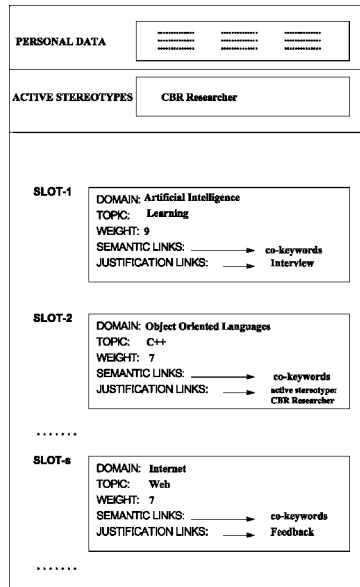 PERSONAL DATA
ACTIVE STEREOTYPES CBR Researcher
SLOT-1
DOMAIN: Artificial Intelligence
TOPIC: Learning
WEIGHT: 9
SEMANTIC LINKS: co-keywords
JUSTIFICATION LINKS: Interview
SLOT-2
DOMAIN: Object Oriented Languages
TOPIC: C++
WEIGHT: 7
SEMANTIC LINKS: co-keywords
JUSTIFICATION LINKS: active stereotype:
CBR Researcher
.......
SLOT-s
DOMAIN: Internet
TOPIC: Web
WEIGHT: 7
SEMANTIC LINKS: co-keywords
JUSTIFICATION LINKS: Feedback
.......